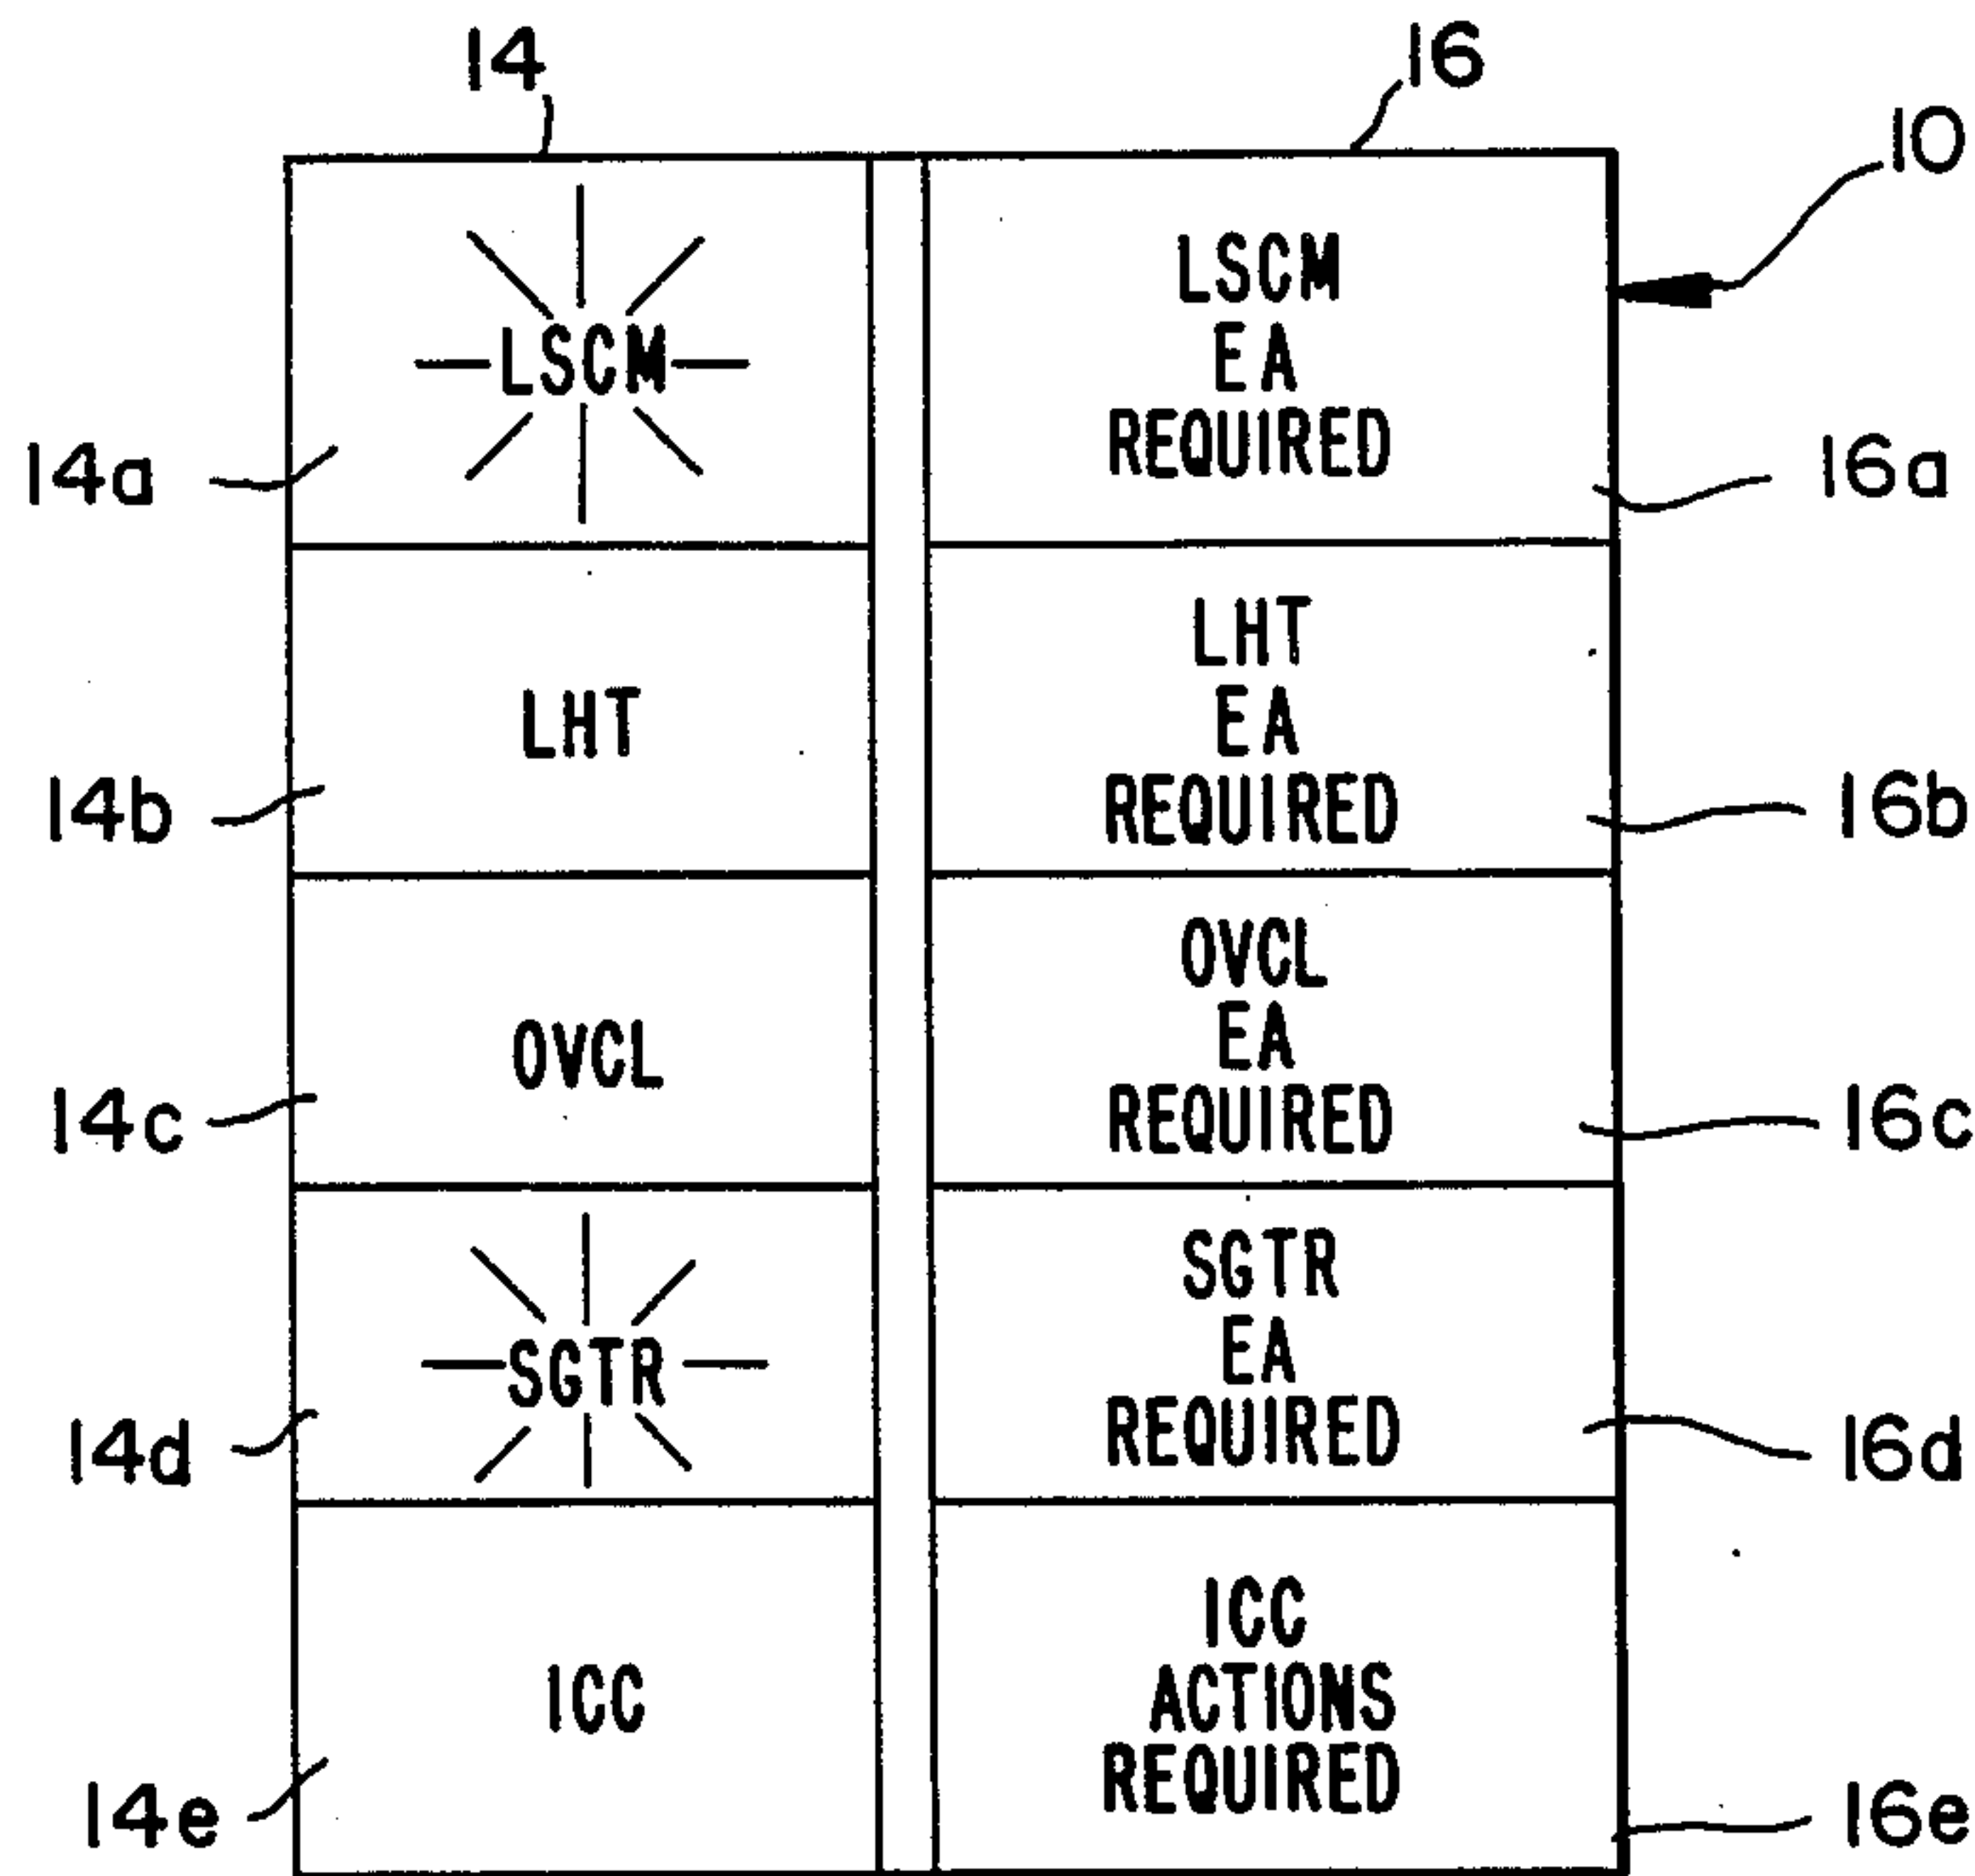 14
16
10
LSCM
LSCM
EA
REQUIRED
14a
16a
LHT
LHT
EA
REQUIRED
14b
16b
OVCL
OVCL
EA
REQUIRED
14c
16c
SGTR
SGTR
EA
REQUIRED
14d
16d
ICC
ICC
ACTIONS
REQUIRED
14e
16e